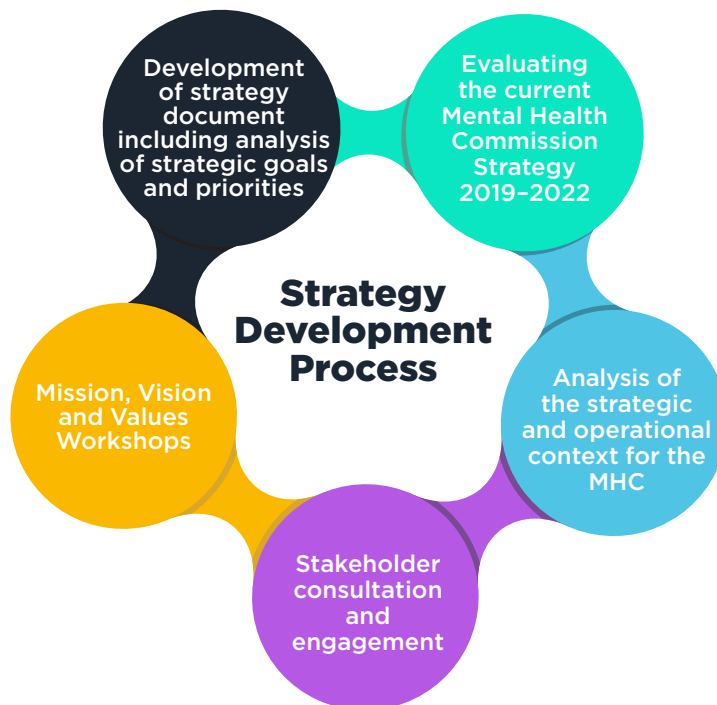 Development
of strategy
document
including analysis
of strategic goals
and priorities
Evaluating
the current
Mental Health
Commission
Strategy
2019–2022
Strategy
Development
Process
Mission, Vision
and Values
Workshops
Analysis of
the strategic
and operational
context for the
MHC
Stakeholder
consultation
and
engagement